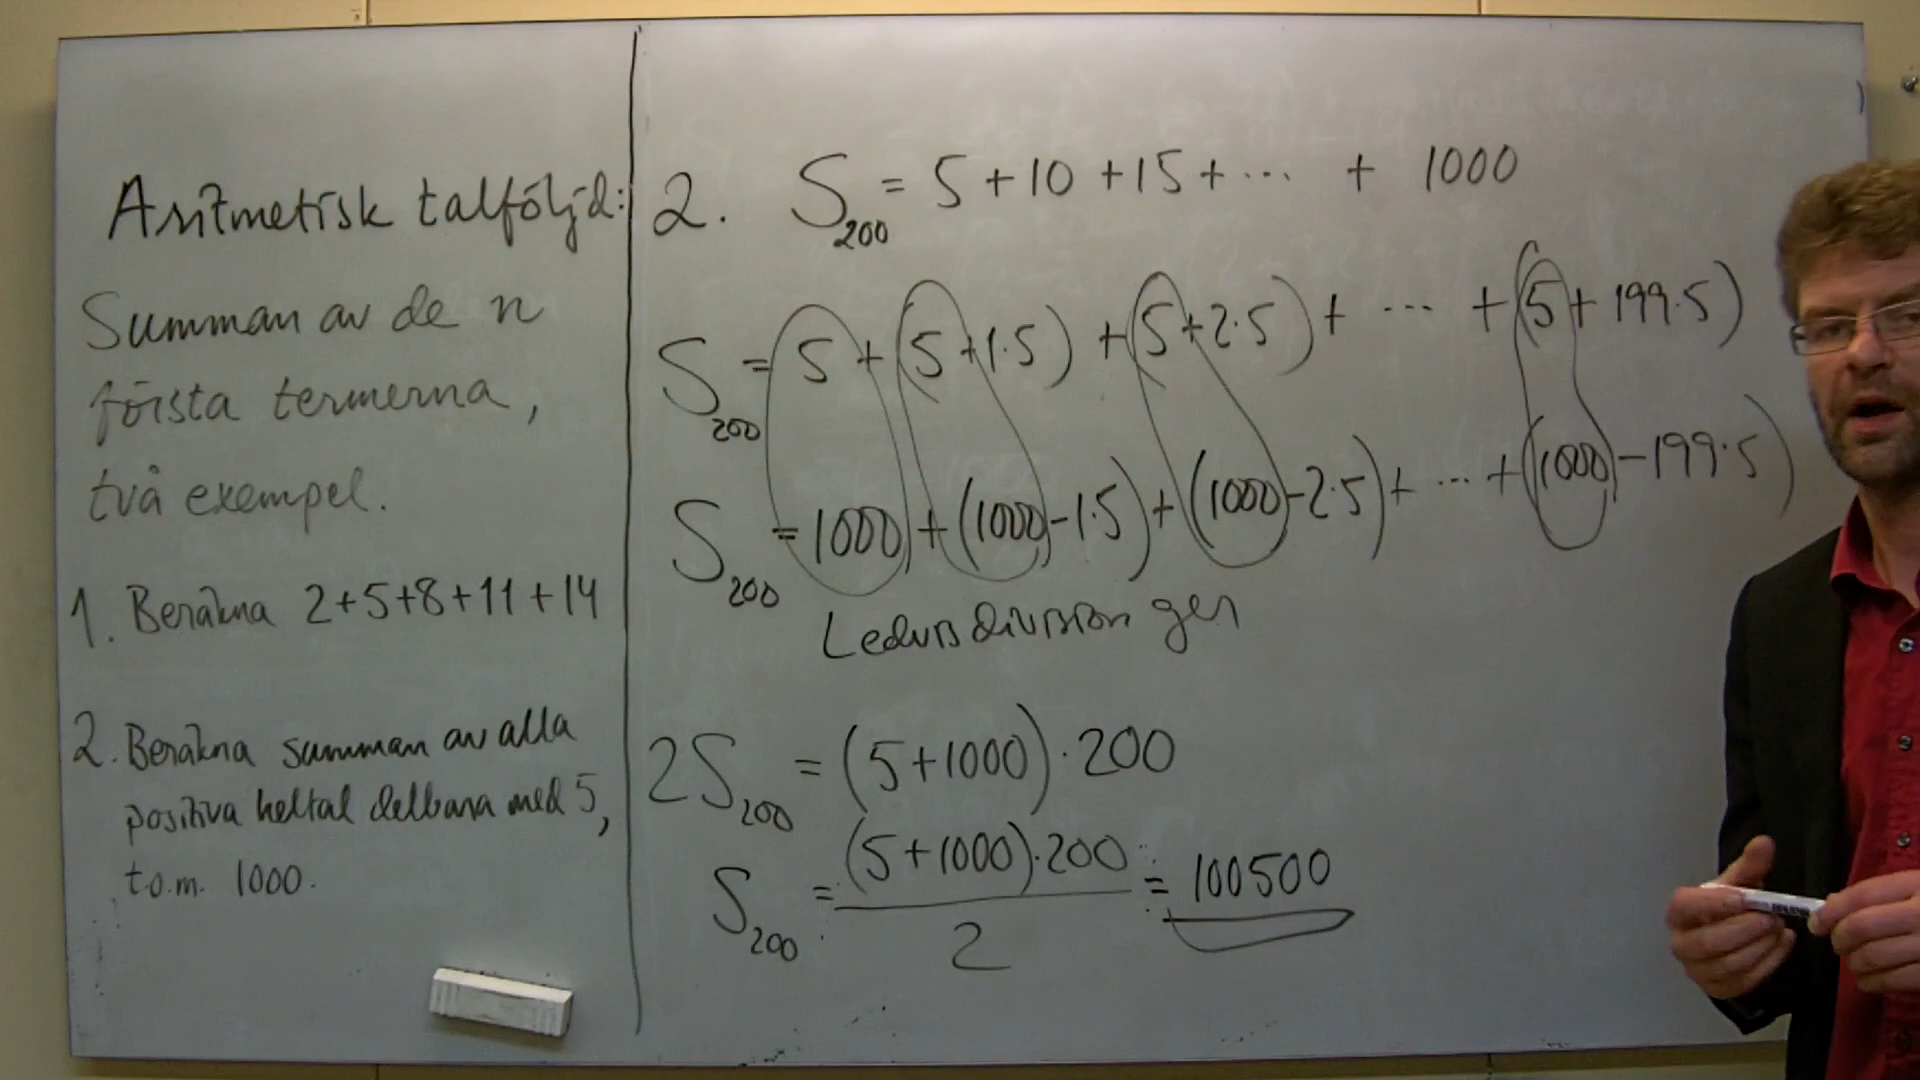 Aritmetisk talföljd:
Summan av de n
första termerna,
två exempel.
1. Beräkna 2+5+8+11+14
2. Beräkna summan av alla
positiva heltal delbara med 5,
t.o.m. 1000.
2. S₂₀₀ = 5+10+15+ ... + 1000
S₂₀₀ = 5+(5+1·5)+(5+2·5)+ ... +(5+199·5)
S₂₀₀ = 1000+(1000-1·5)+(1000-2·5)+ ... +(1000-199·5)
Ledvis division ger
2S₂₀₀ = (5+1000)·200
S₂₀₀ = (5+1000)·200 / 2 = 100500